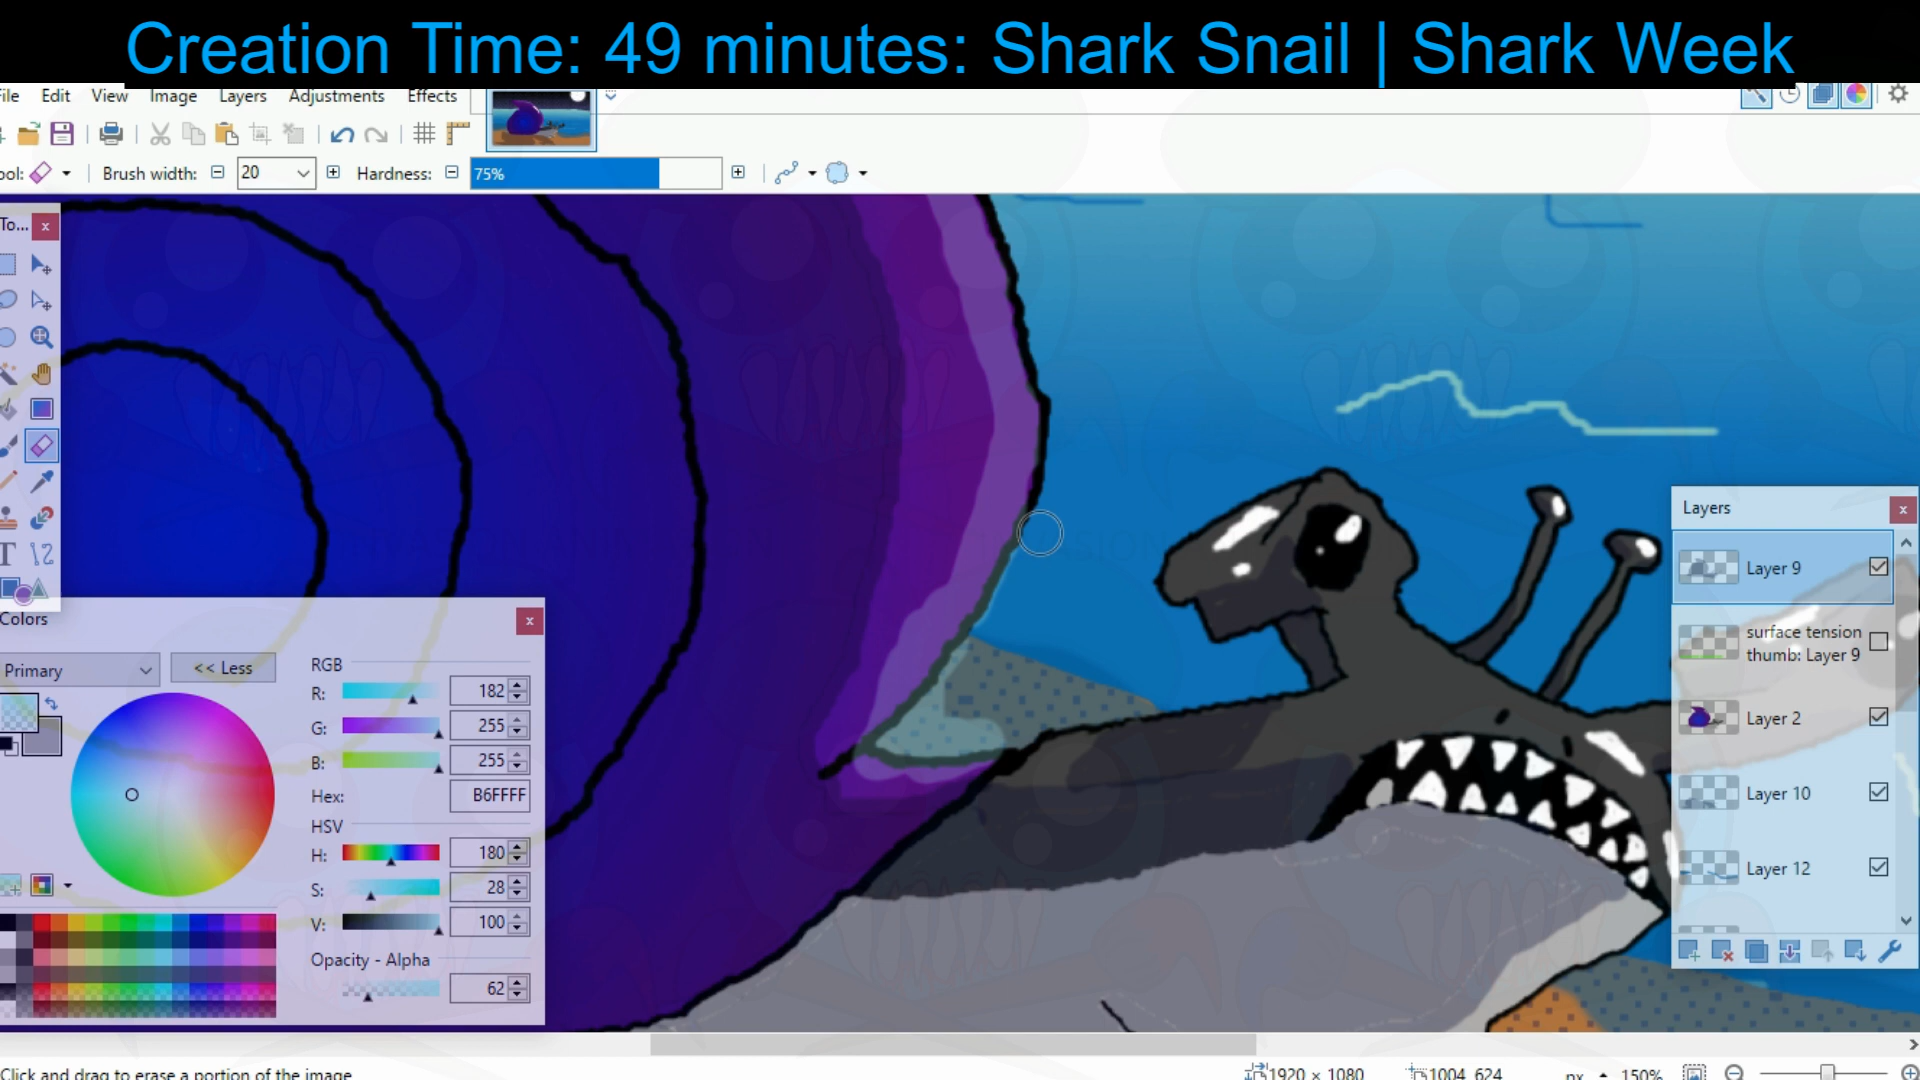 Creation Time: 49 minutes: Shark Snail | Shark Week
ile Edit View Image Layers Adjustments Effects
ool: Brush width: 20 Hardness: 75%
To...
Layers
Layer 9
surface tension
thumb: Layer 9
Layer 2
Layer 10
Layer 12
Colors
Primary
<< Less
RGB
R: 182
G: 255
B: 255
Hex: B6FFFF
HSV
H: 180
S: 28
V: 100
Opacity - Alpha
62
Click and drag to erase a portion of the image
1920 × 1080
1004, 624
px
150%